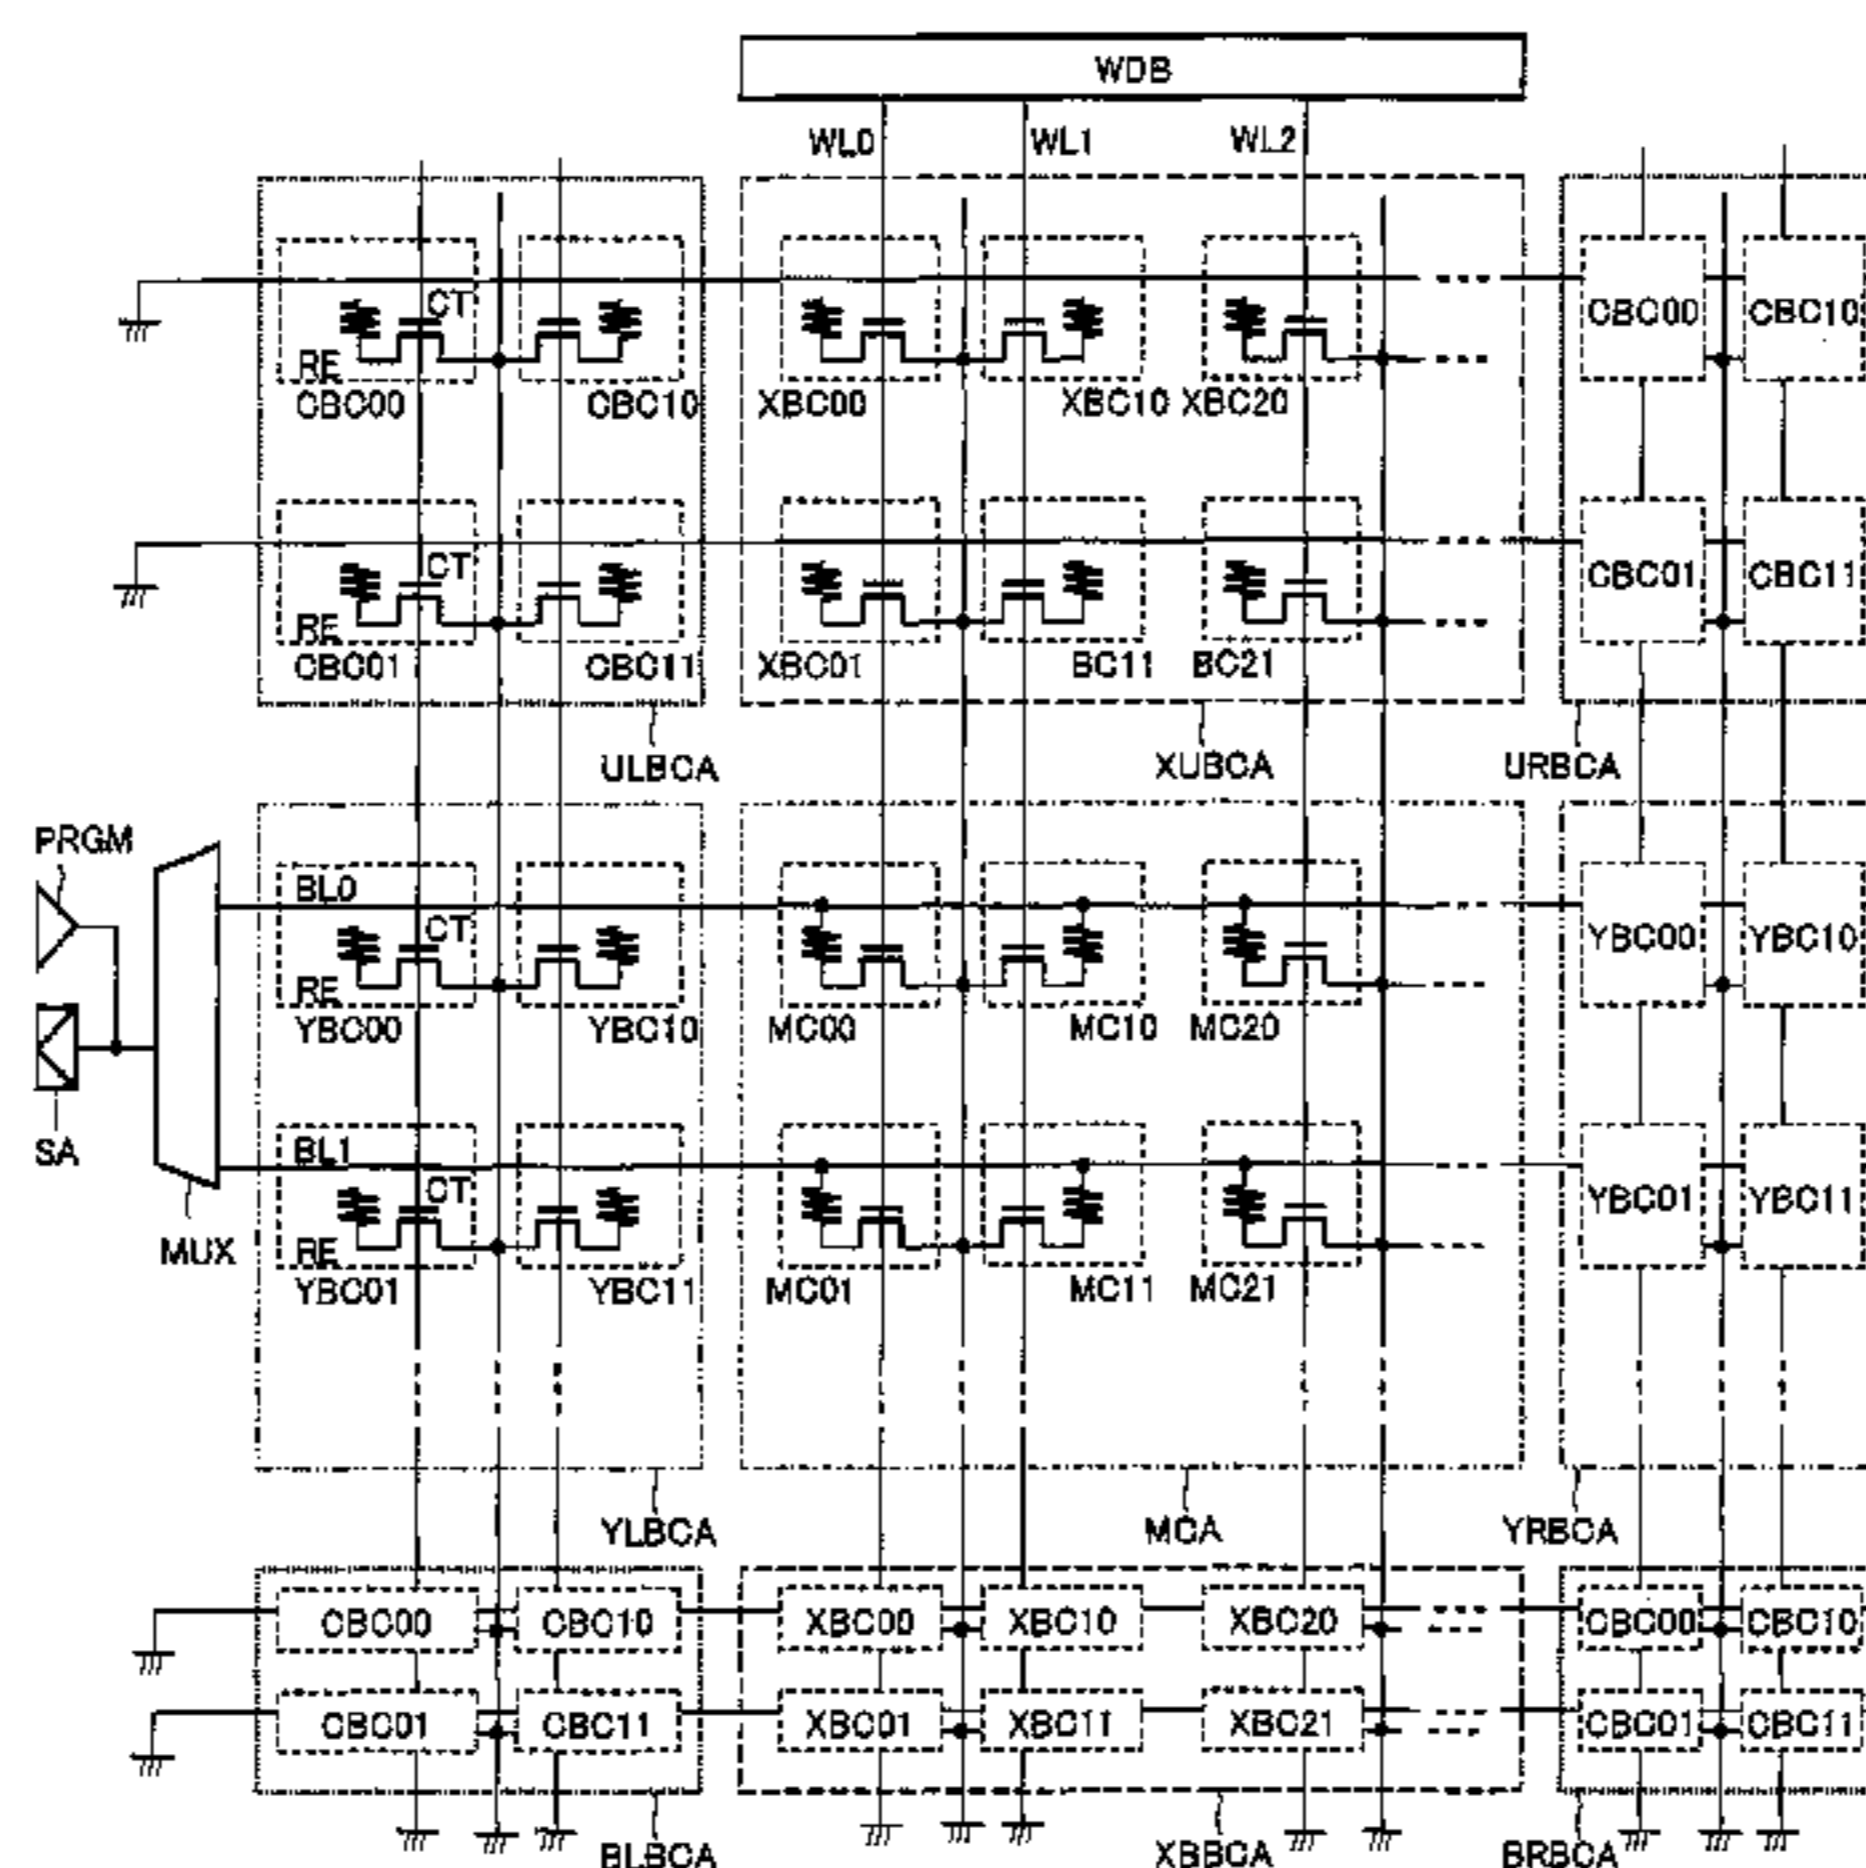 WDB
WL0 WL1 WL2
CT
RE
CBC00 CBC10 XBC00 XBC10 XBC20 CBC00 CBC10
CT
RE
CBC01 CBC11 XBC01 BC11 BC21 CBC01 CBC11
ULBCA XUBCA URBCA
PRGM
BL0
CT
RE
YBC00 YBC10 MC00 MC10 MC20 YBC00 YBC10
SA
BL1
CT
RE
MUX
YBC01 YBC11 MC01 MC11 MC21 YBC01 YBC11
YLBCA MCA YRBCA
CBC00 CBC10 XBC00 XBC10 XBC20 CBC00 CBC10
CBC01 CBC11 XBC01 XBC11 XBC21 CBC01 CBC11
BLBCA XBBCA BRBCA